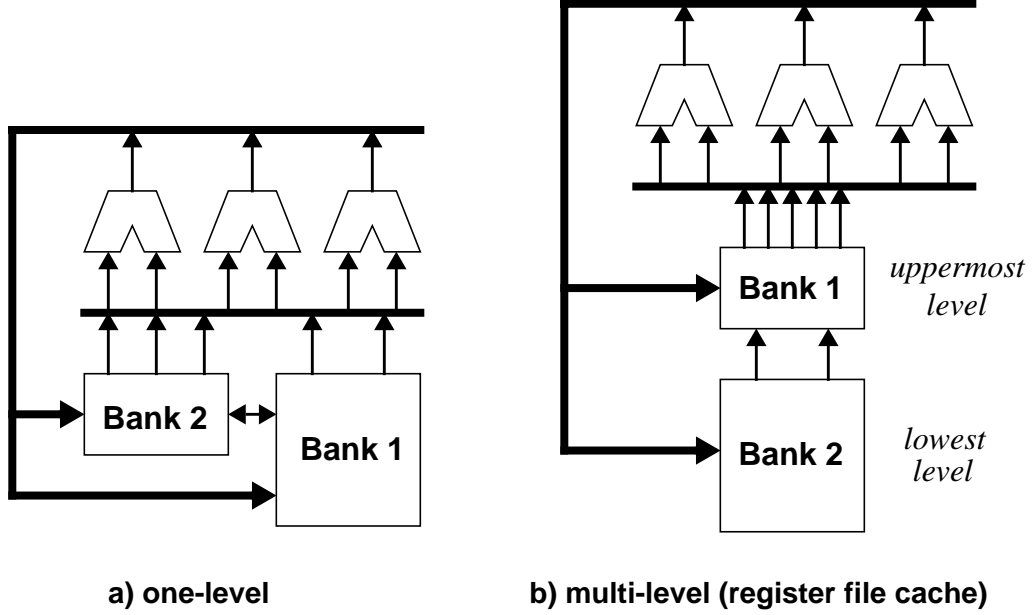 Bank 2
Bank 1
a) one-level
Bank 1
uppermost
level
Bank 2
lowest
level
b) multi-level (register file cache)